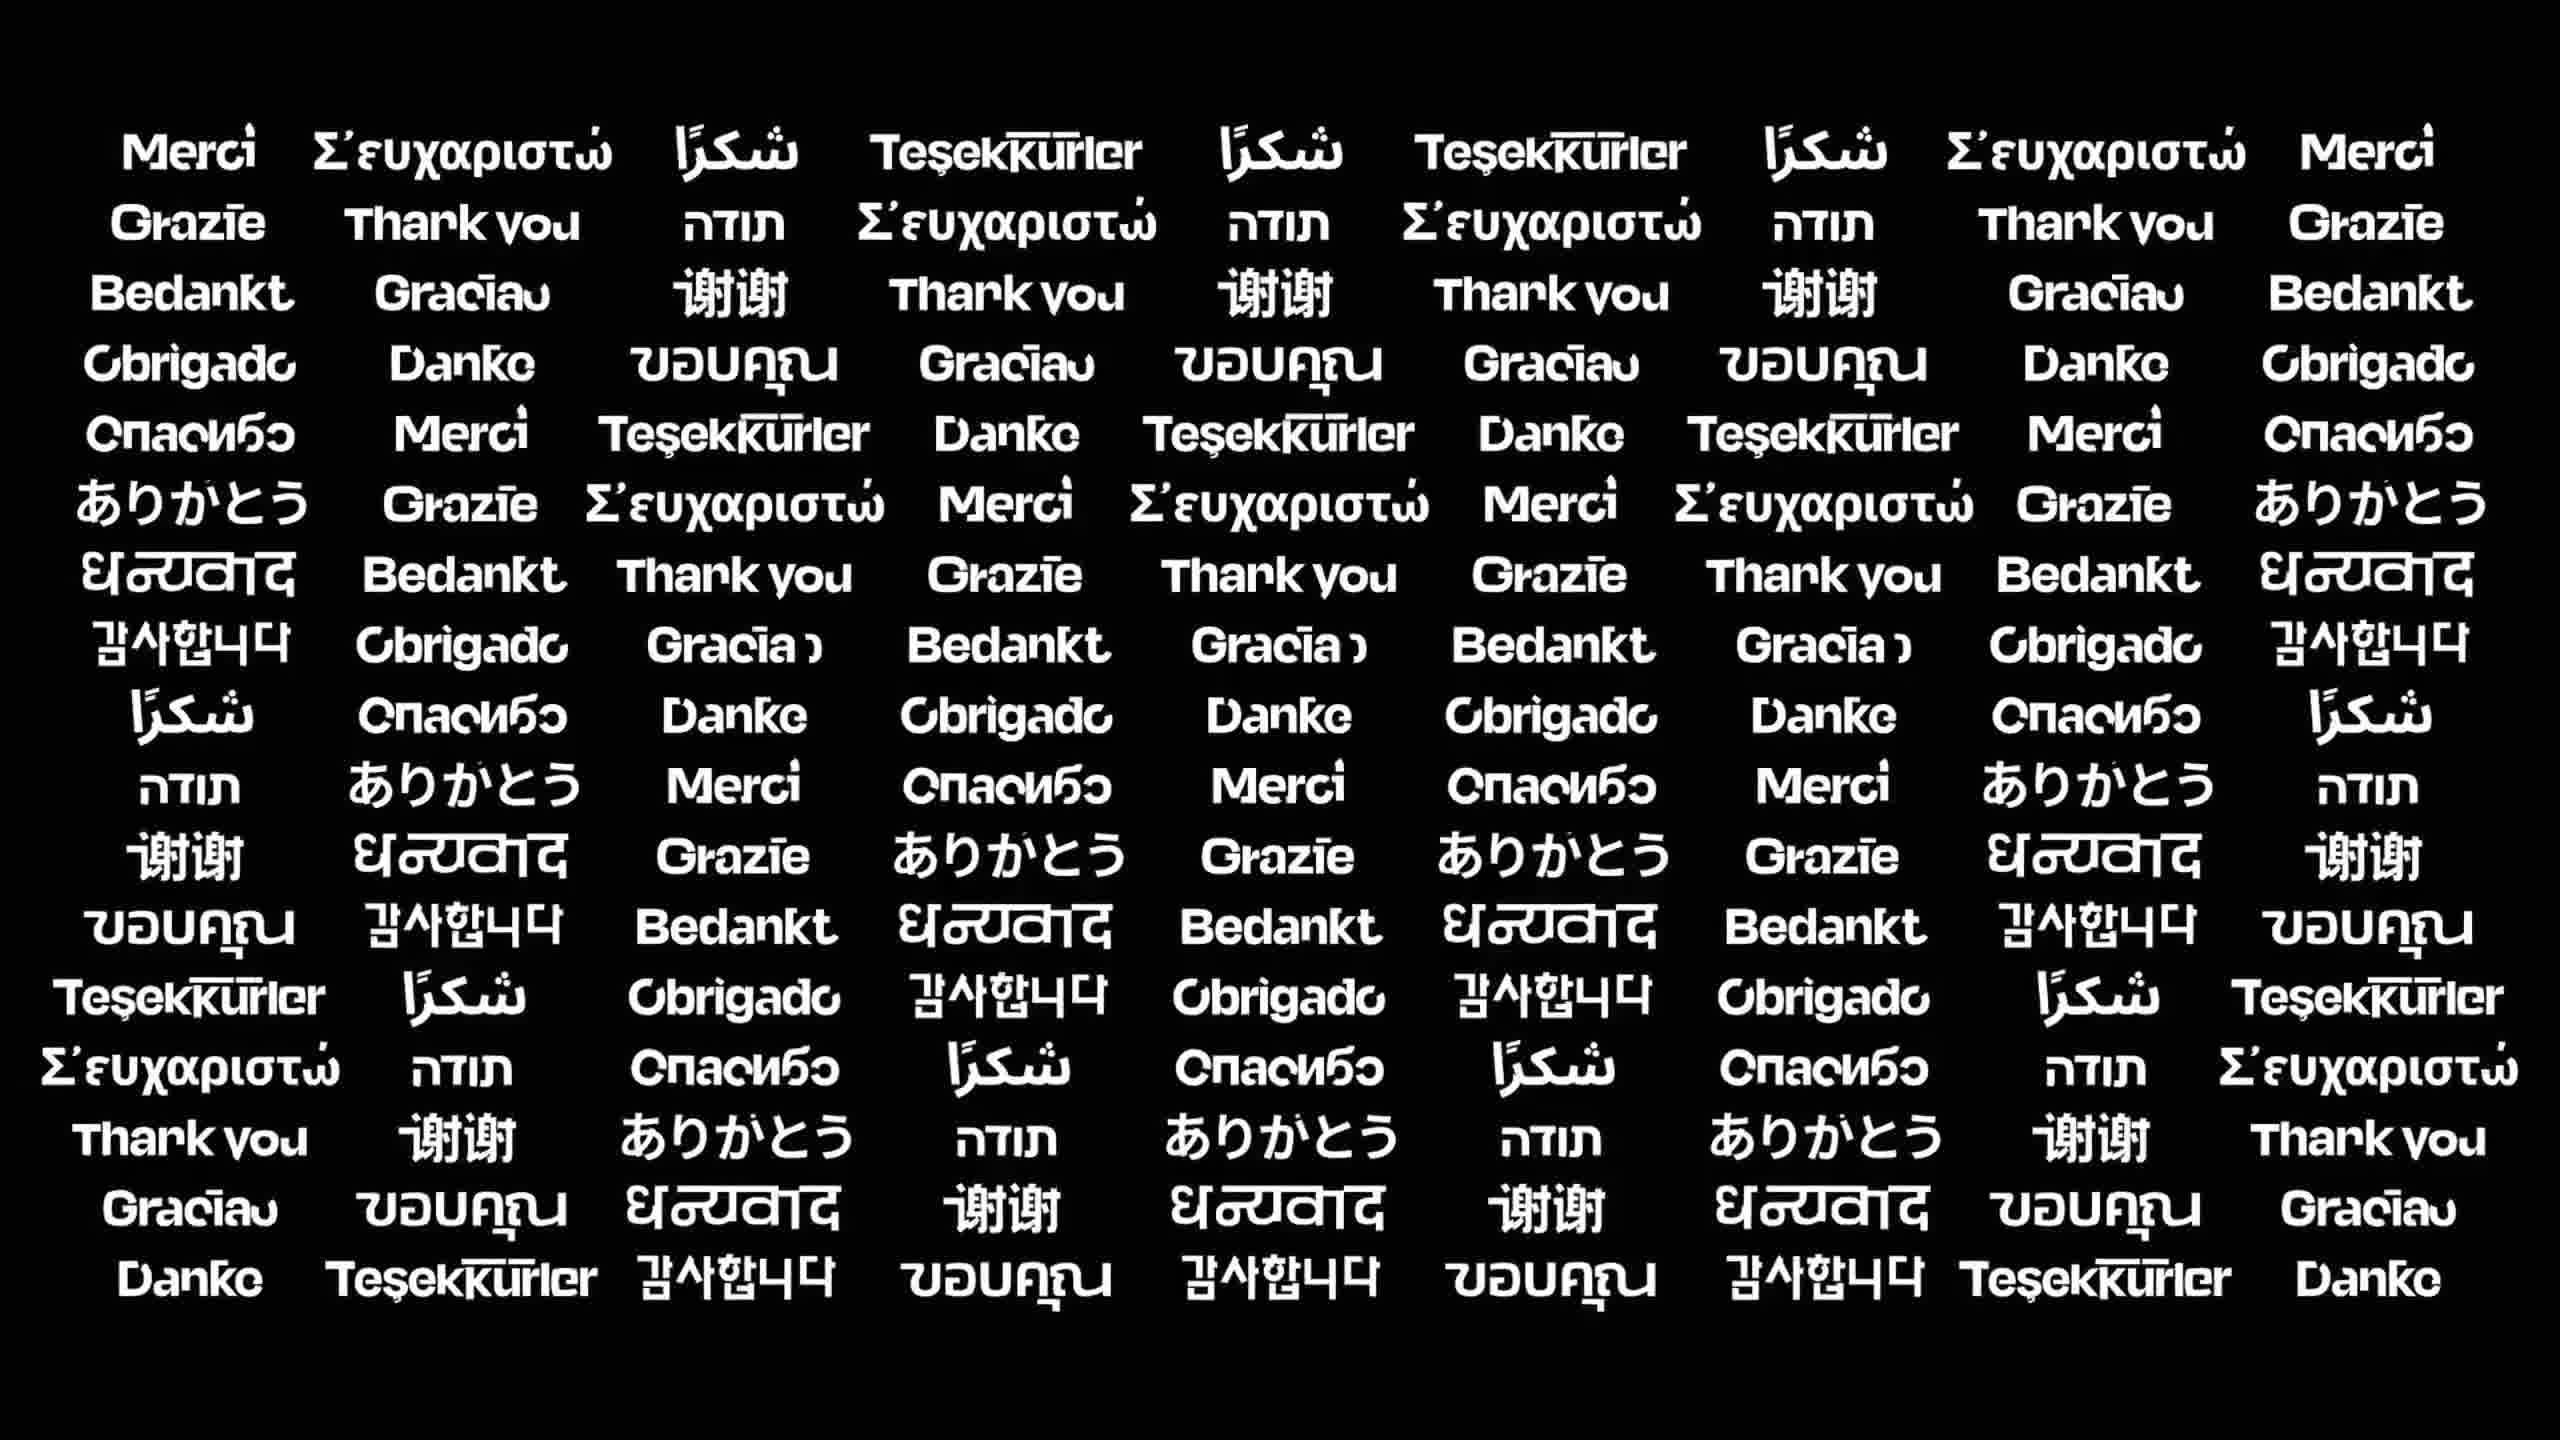 Merci Σ'ευχαριστώ شكرًا Teşekkürler شكرًا Teşekkürler شكرًا Σ'ευχαριστώ Merci
Grazie Thank you תודה Σ'ευχαριστώ תודה Σ'ευχαριστώ תודה Thank you Grazie
Bedankt Gracias 谢谢 Thank you 谢谢 Thank you 谢谢 Gracias Bedankt
Obrigado Danke ขอบคุณ Gracias ขอบคุณ Gracias ขอบคุณ Danke Obrigado
Спасибо Merci Teşekkürler Danke Teşekkürler Danke Teşekkürler Merci Спасибо
ありがとう Grazie Σ'ευχαριστώ Merci Σ'ευχαριστώ Merci Σ'ευχαριστώ Grazie ありがとう
धन्यवाद Bedankt Thank you Grazie Thank you Grazie Thank you Bedankt धन्यवाद
감사합니다 Obrigado Gracias Bedankt Gracias Bedankt Gracias Obrigado 감사합니다
شكرًا Спасибо Danke Obrigado Danke Obrigado Danke Спасибо شكرًا
תודה ありがとう Merci Спасибо Merci Спасибо Merci ありがとう תודה
谢谢 धन्यवाद Grazie ありがとう Grazie ありがとう Grazie धन्यवाद 谢谢
ขอบคุณ 감사합니다 Bedankt धन्यवाद Bedankt धन्यवाद Bedankt 감사합니다 ขอบคุณ
Teşekkürler شكرًا Obrigado 감사합니다 Obrigado 감사합니다 Obrigado شكرًا Teşekkürler
Σ'ευχαριστώ תודה Спасибо شكرًا Спасибо شكرًا Спасибо תודה Σ'ευχαριστώ
Thank you 谢谢 ありがとう תודה ありがとう תודה ありがとう 谢谢 Thank you
Gracias ขอบคุณ धन्यवाद 谢谢 धन्यवाद 谢谢 धन्यवाद ขอบคุณ Gracias
Danke Teşekkürler 감사합니다 ขอบคุณ 감사합니다 ขอบคุณ 감사합니다 Teşekkürler Danke